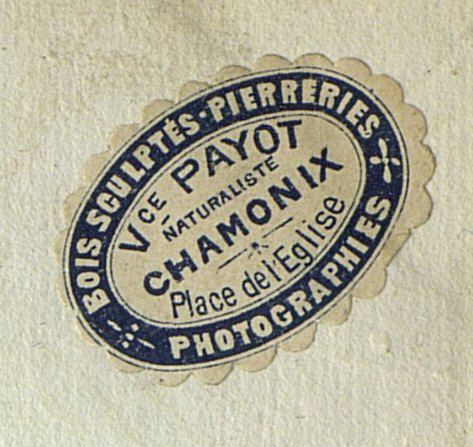 BOIS SCULPTÉS-PIERRERIES
Vce PAYOT
NATURALISTE
CHAMONIX
Place de l'Eglise
PHOTOGRAPHIES